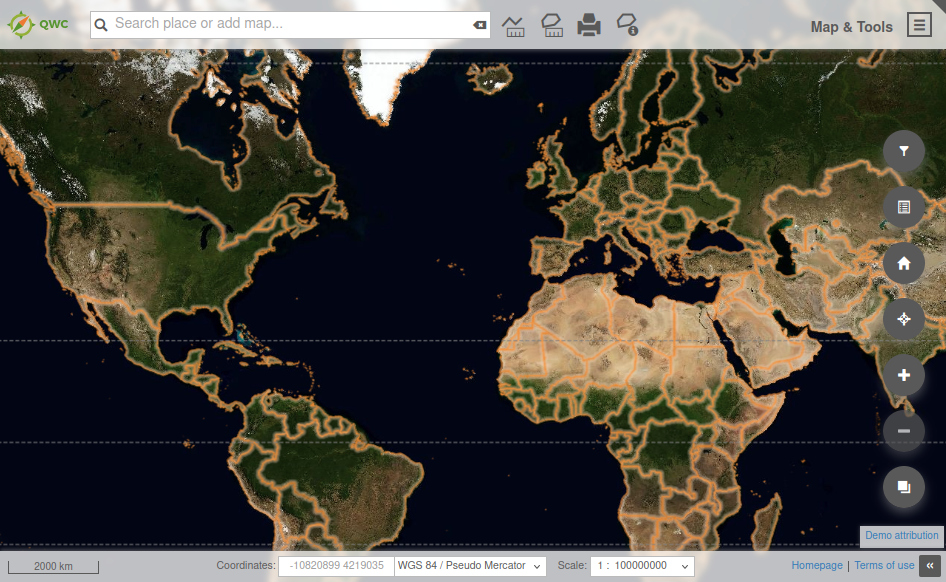 QWC
Search place or add map...
Map & Tools
Demo attribution
2000 km
Coordinates: -10820899 4219035 WGS 84 / Pseudo Mercator
Scale: 1 : 100000000
Homepage | Terms of use «